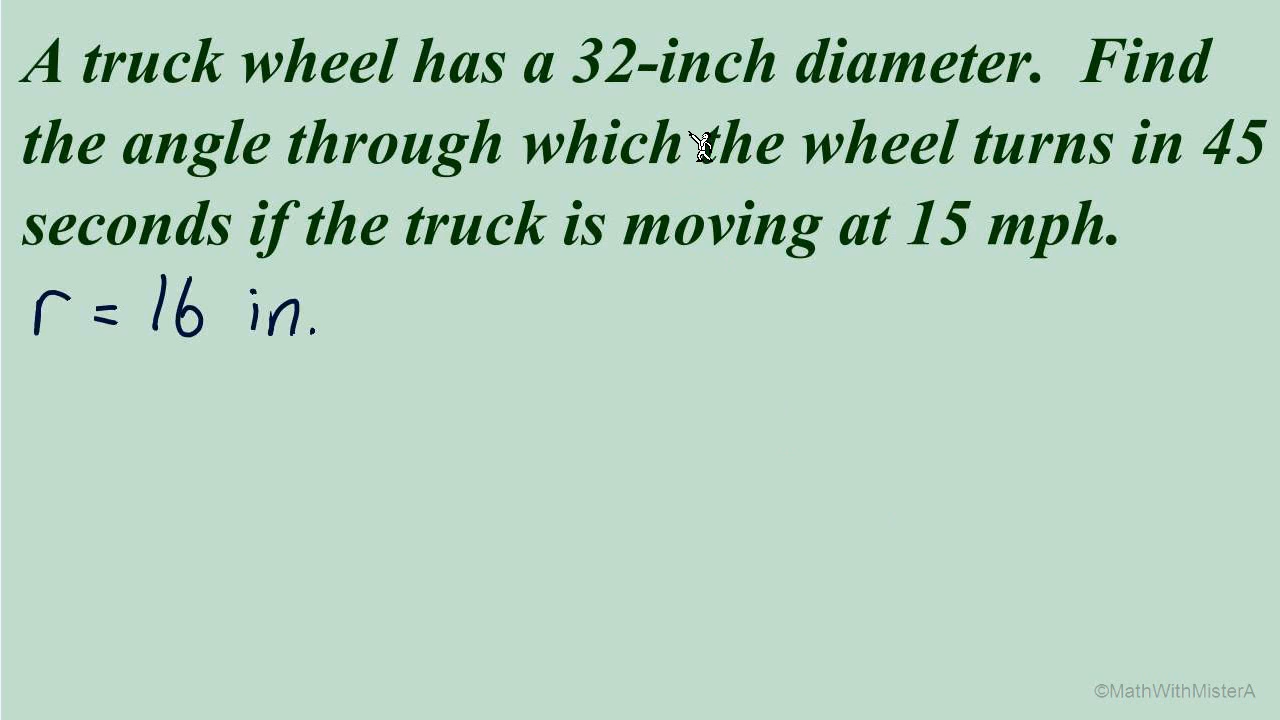 A truck wheel has a 32-inch diameter. Find
the angle through which the wheel turns in 45
seconds if the truck is moving at 15 mph.
r = 16 in.
©MathWithMisterA